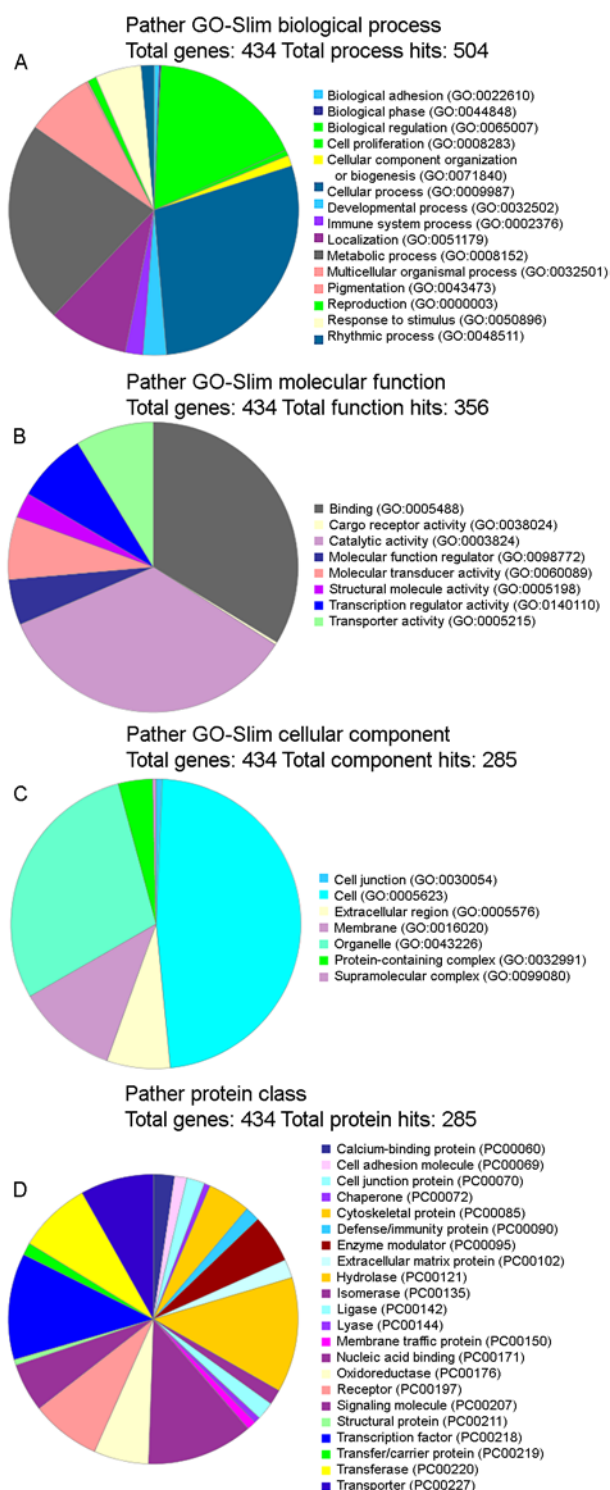 Pather GO-Slim biological process
Total genes: 434 Total process hits: 504
A
Biological adhesion (GO:0022610)
Biological phase (GO:0044848)
Biological regulation (GO:0065007)
Cell proliferation (GO:0008283)
Cellular component organization
or biogenesis (GO:0071840)
Cellular process (GO:0009987)
Developmental process (GO:0032502)
Immune system process (GO:0002376)
Localization (GO:0051179)
Metabolic process (GO:0008152)
Multicellular organismal process (GO:0032501)
Pigmentation (GO:0043473)
Reproduction (GO:0000003)
Response to stimulus (GO:0050896)
Rhythmic process (GO:0048511)
Pather GO-Slim molecular function
Total genes: 434 Total function hits: 356
B
Binding (GO:0005488)
Cargo receptor activity (GO:0038024)
Catalytic activity (GO:0003824)
Molecular function regulator (GO:0098772)
Molecular transducer activity (GO:0060089)
Structural molecule activity (GO:0005198)
Transcription regulator activity (GO:0140110)
Transporter activity (GO:0005215)
Pather GO-Slim cellular component
Total genes: 434 Total component hits: 285
C
Cell junction (GO:0030054)
Cell (GO:0005623)
Extracellular region (GO:0005576)
Membrane (GO:0016020)
Organelle (GO:0043226)
Protein-containing complex (GO:0032991)
Supramolecular complex (GO:0099080)
Pather protein class
Total genes: 434 Total protein hits: 285
D
Calcium-binding protein (PC00060)
Cell adhesion molecule (PC00069)
Cell junction protein (PC00070)
Chaperone (PC00072)
Cytoskeletal protein (PC00085)
Defense/immunity protein (PC00090)
Enzyme modulator (PC00095)
Extracellular matrix protein (PC00102)
Hydrolase (PC00121)
Isomerase (PC00135)
Ligase (PC00142)
Lyase (PC00144)
Membrane traffic protein (PC00150)
Nucleic acid binding (PC00171)
Oxidoreductase (PC00176)
Receptor (PC00197)
Signaling molecule (PC00207)
Structural protein (PC00211)
Transcription factor (PC00218)
Transfer/carrier protein (PC00219)
Transferase (PC00220)
Transporter (PC00227)